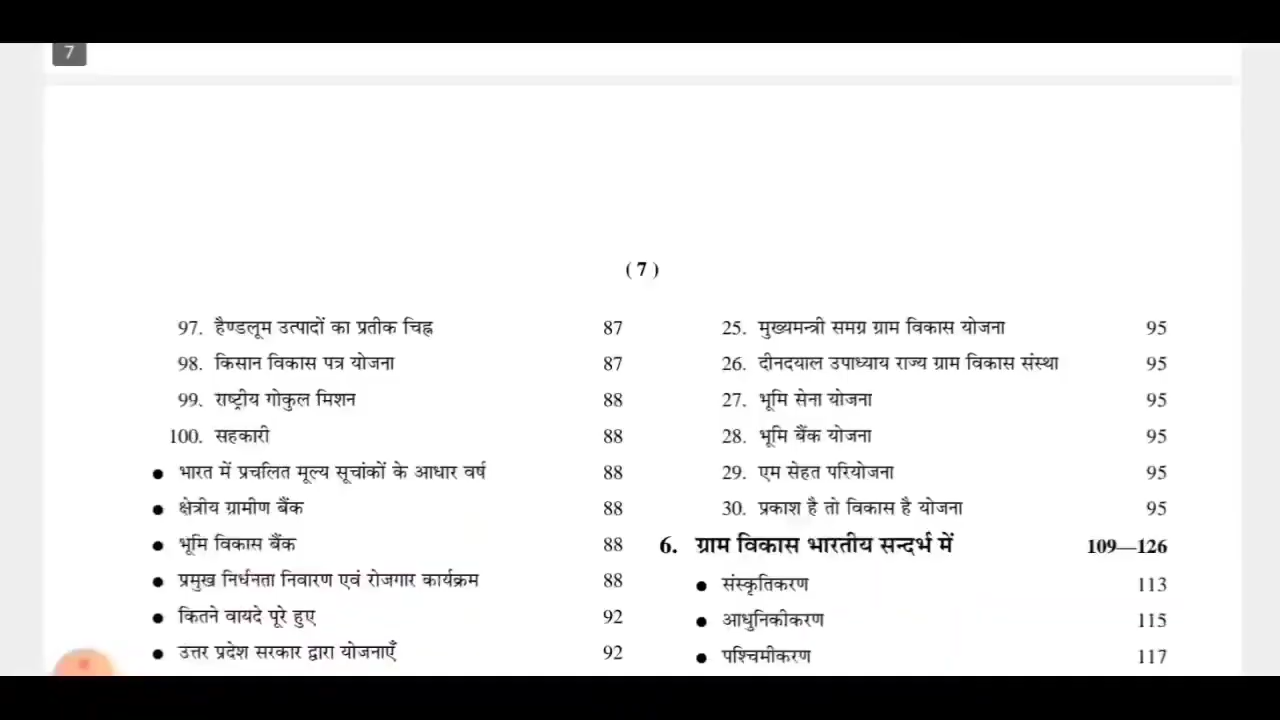 7
( 7 )
97. हैण्डलूम उत्पादों का प्रतीक चिह्न 87
98. किसान विकास पत्र योजना 87
99. राष्ट्रीय गोकुल मिशन 88
100. सहकारी 88
● भारत में प्रचलित मूल्य सूचांकों के आधार वर्ष 88
● क्षेत्रीय ग्रामीण बैंक 88
● भूमि विकास बैंक 88
● प्रमुख निर्धनता निवारण एवं रोजगार कार्यक्रम 88
● कितने वायदे पूरे हुए 92
● उत्तर प्रदेश सरकार द्वारा योजनाएँ 92
25. मुख्यमन्त्री समग्र ग्राम विकास योजना 95
26. दीनदयाल उपाध्याय राज्य ग्राम विकास संस्था 95
27. भूमि सेना योजना 95
28. भूमि बैंक योजना 95
29. एम सेहत परियोजना 95
30. प्रकाश है तो विकास है योजना 95
6. ग्राम विकास भारतीय सन्दर्भ में 109—126
● संस्कृतिकरण 113
● आधुनिकीकरण 115
● पश्चिमीकरण 117